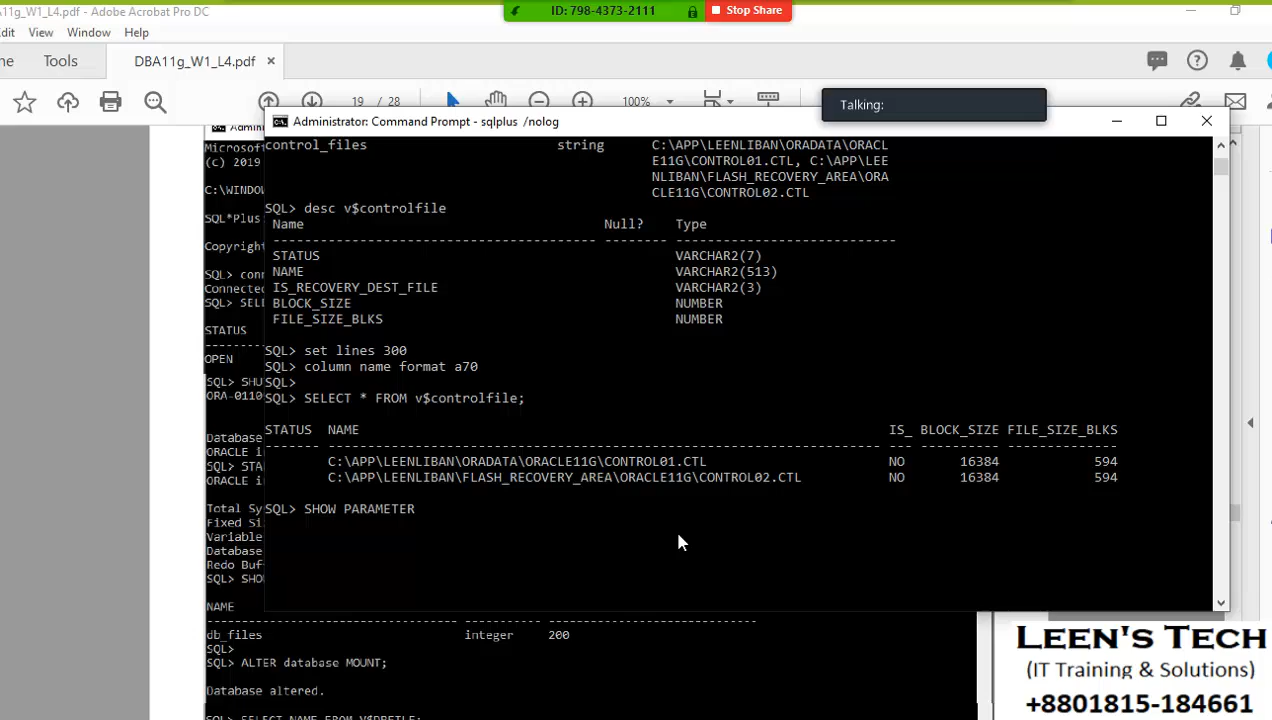 11g_W1_L4.pdf - Adobe Acrobat Pro DC
ID: 798-4373-2111
Stop Share
Edit View Window Help
Tools
DBA11g_W1_L4.pdf
19 / 28
100%
Talking:
Administrator: Command Prompt - sqlplus /nolog
control_files string C:\APP\LEENLIBAN\ORADATA\ORACL
E11G\CONTROL01.CTL, C:\APP\LEE
NLIBAN\FLASH_RECOVERY_AREA\ORA
CLE11G\CONTROL02.CTL
SQL> desc v$controlfile
Name Null? Type
STATUS VARCHAR2(7)
NAME VARCHAR2(513)
IS_RECOVERY_DEST_FILE VARCHAR2(3)
BLOCK_SIZE NUMBER
FILE_SIZE_BLKS NUMBER
SQL> set lines 300
SQL> column name format a70
SQL>
SQL> SELECT * FROM v$controlfile;
STATUS NAME IS_ BLOCK_SIZE FILE_SIZE_BLKS
C:\APP\LEENLIBAN\ORADATA\ORACLE11G\CONTROL01.CTL NO 16384 594
C:\APP\LEENLIBAN\FLASH_RECOVERY_AREA\ORACLE11G\CONTROL02.CTL NO 16384 594
SQL> SHOW PARAMETER
Microsof
(c) 2019
C:\WINDOW
SQL*Plus:
Copyright
SQL> conn
Connected
SQL> SELE
STATUS
OPEN
SQL> SHU
ORA-0110
Database
ORACLE in
SQL> STA
ORACLE in
Total Sy
Fixed Si
Variable
Database
Redo Buf
SQL> SHO
NAME
db_files integer 200
SQL>
SQL> ALTER database MOUNT;
Database altered.
SQL> SELECT NAME FROM V$DBFILE;
LEEN'S TECH
(IT Training & Solutions)
+8801815-184661